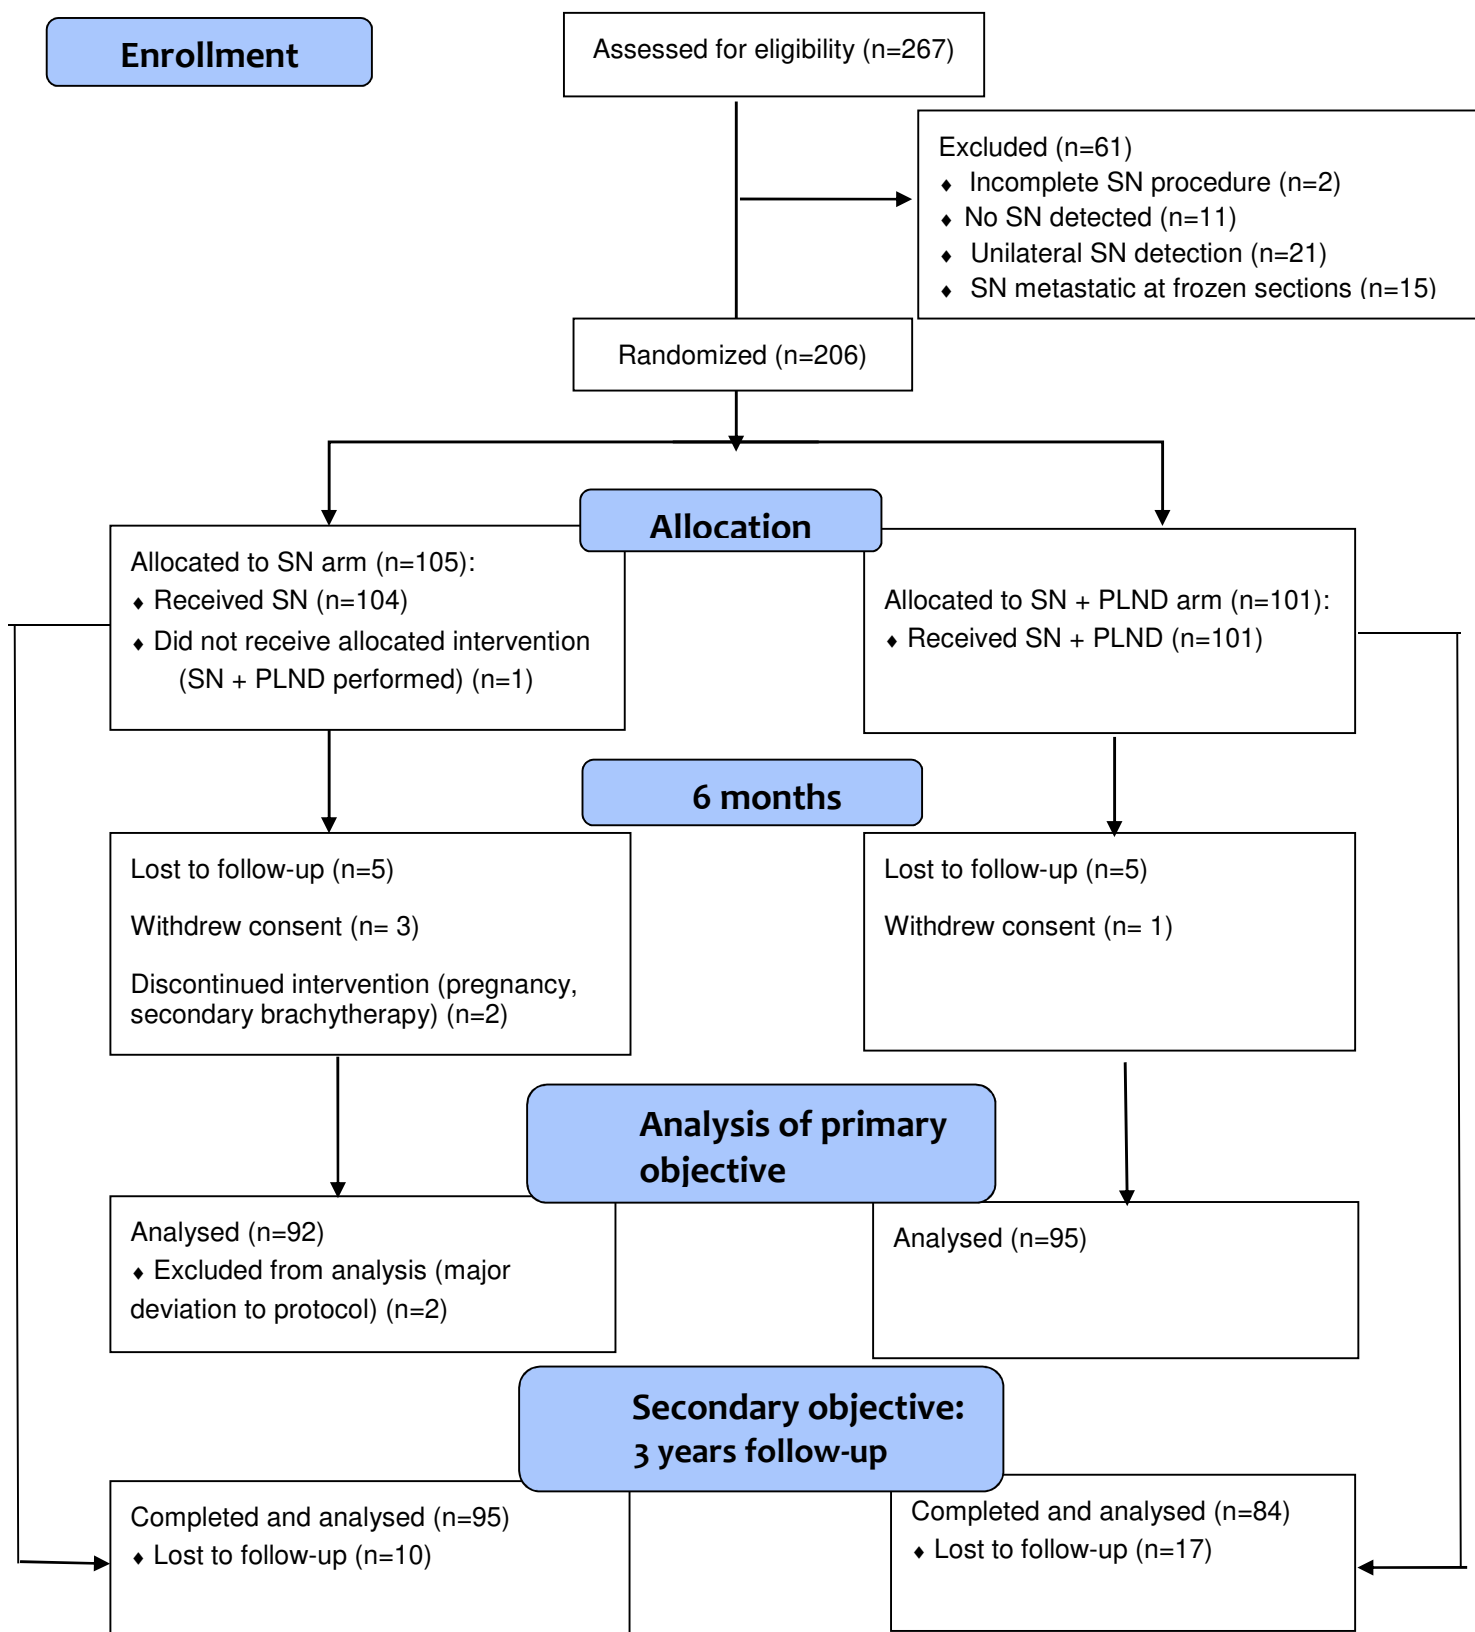 Enrollment
Assessed for eligibility (n=267)
Excluded (n=61)
♦ Incomplete SN procedure (n=2)
♦ No SN detected (n=11)
♦ Unilateral SN detection (n=21)
♦ SN metastatic at frozen sections (n=15)
Randomized (n=206)
Allocation
Allocated to SN arm (n=105):
♦ Received SN (n=104)
♦ Did not receive allocated intervention
(SN + PLND performed) (n=1)
Allocated to SN + PLND arm (n=101):
♦ Received SN + PLND (n=101)
6 months
Lost to follow-up (n=5)
Withdrew consent (n= 3)
Discontinued intervention (pregnancy,
secondary brachytherapy) (n=2)
Lost to follow-up (n=5)
Withdrew consent (n= 1)
Analysis of primary
objective
Analysed (n=92)
♦ Excluded from analysis (major
deviation to protocol) (n=2)
Analysed (n=95)
Secondary objective:
3 years follow-up
Completed and analysed (n=95)
♦ Lost to follow-up (n=10)
Completed and analysed (n=84)
♦ Lost to follow-up (n=17)